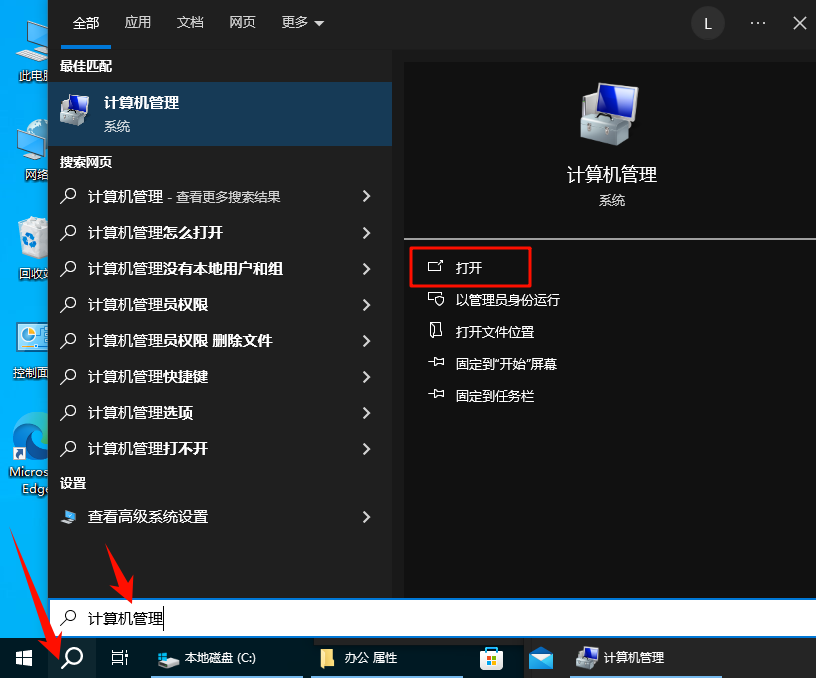 全部 应用 文档 网页 更多
L
最佳匹配
计算机管理
系统
搜索网页
计算机管理 - 查看更多搜索结果
计算机管理怎么打开
计算机管理没有本地用户和组
计算机管理员权限
计算机管理员权限 删除文件
计算机管理快捷键
计算机管理选项
计算机管理打不开
设置
查看高级系统设置
计算机管理
系统
打开
以管理员身份运行
打开文件位置
固定到“开始”屏幕
固定到任务栏
网络
回收站
控制面
Micros
Edge
计算机管理
本地磁盘 (C:) 办公 属性 计算机管理